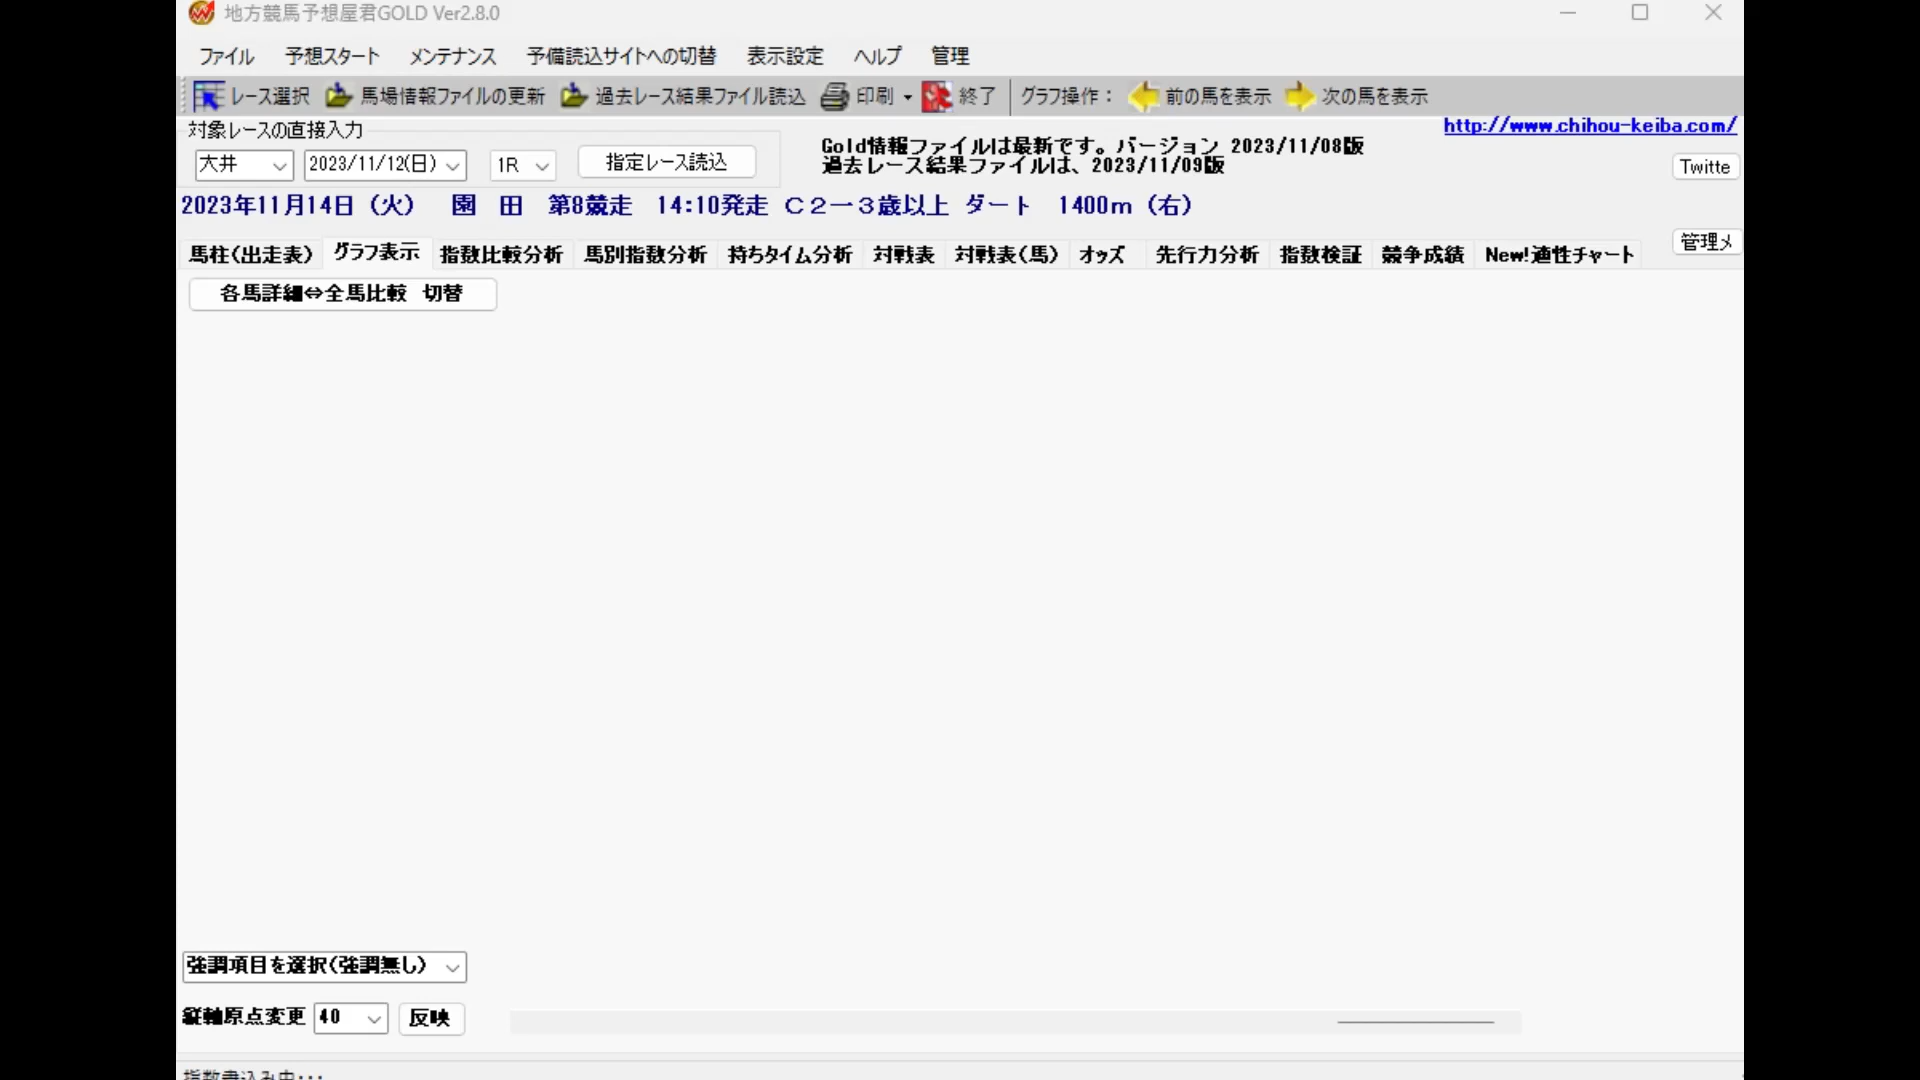 地方競馬予想屋君GOLD Ver2.8.0
ファイル 予想スタート メンテナンス 予備読込サイトへの切替 表示設定 ヘルプ 管理
レース選択 馬場情報ファイルの更新 過去レース結果ファイル読込 印刷 終了 グラフ操作： 前の馬を表示 次の馬を表示
対象レースの直接入力
http://www.chihou-keiba.com/
大井 2023/11/12(日) 1R 指定レース読込
Gold情報ファイルは最新です。バージョン 2023/11/08版
過去レース結果ファイルは、2023/11/09版
Twitte
2023年11月14日（火） 園 田 第8競走 14:10発走 Ｃ２一３歳以上 ダート 1400m（右）
管理メ
馬柱(出走表) グラフ表示 指数比較分析 馬別指数分析 持ちタイム分析 対戦表 対戦表(馬) オッズ 先行力分析 指数検証 競争成績 New!適性チャート
各馬詳細⇔全馬比較 切替
強調項目を選択(強調無し)
縦軸原点変更 40 反映
指数書込み中･･･